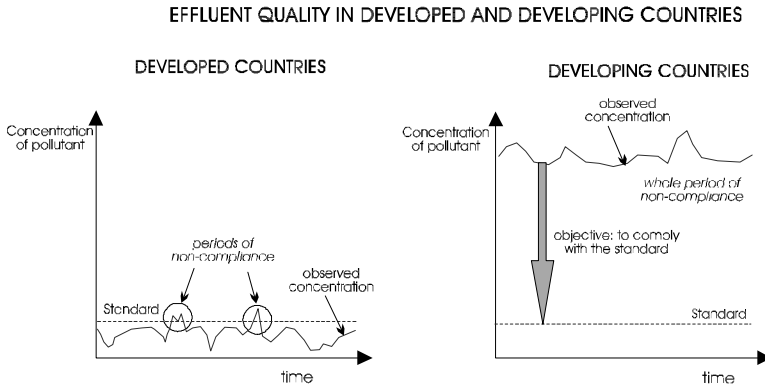 EFFLUENT QUALITY IN DEVELOPED AND DEVELOPING COUNTRIES
DEVELOPED COUNTRIES
Concentration
of pollutant
periods of
non-compliance
observed
concentration
Standard
time
DEVELOPING COUNTRIES
observed
concentration
Concentration
of pollutant
whole period of
non-compliance
objective: to comply
with the standard
Standard
time